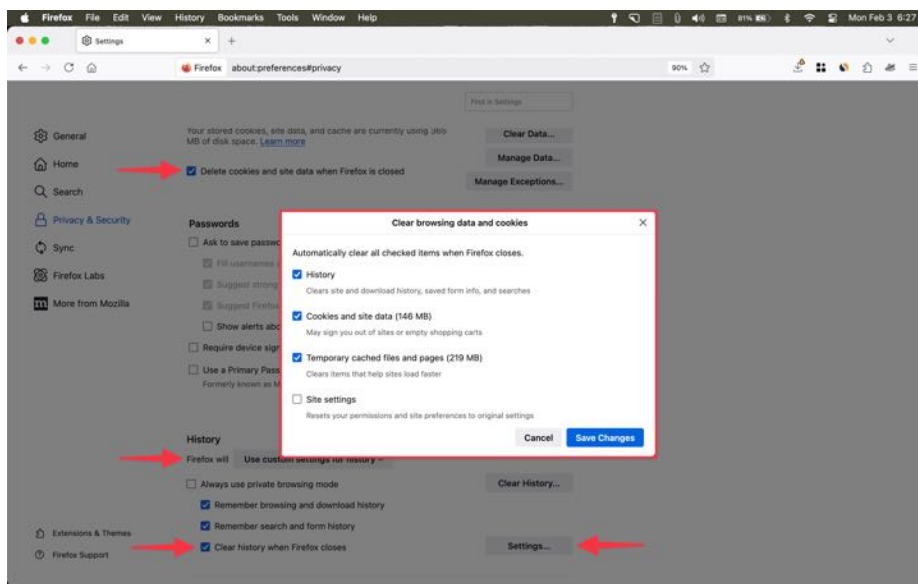 Firefox File Edit View History Bookmarks Tools Window Help 81% Mon Feb 3 6:27
Settings
Firefox about:preferences#privacy 90%
Find in Settings
General
Home
Search
Privacy & Security
Sync
Firefox Labs
More from Mozilla
Extensions & Themes
Firefox Support
Your stored cookies, site data, and cache are currently using 365
MB of disk space. Learn more
Clear Data...
Manage Data...
Manage Exceptions...
Delete cookies and site data when Firefox is closed
Passwords
Ask to save passwo
Fill usernames
Suggest strong
Suggest Firefox
Show alerts abo
Require device sign
Use a Primary Pass
Formerly known as M
Clear browsing data and cookies
Automatically clear all checked items when Firefox closes.
History
Clears site and download history, saved form info, and searches
Cookies and site data (146 MB)
May sign you out of sites or empty shopping carts
Temporary cached files and pages (219 MB)
Clears items that help sites load faster
Site settings
Resets your permissions and site preferences to original settings
Cancel Save Changes
History
Firefox will Use custom settings for history
Always use private browsing mode
Clear History...
Remember browsing and download history
Remember search and form history
Clear history when Firefox closes
Settings...